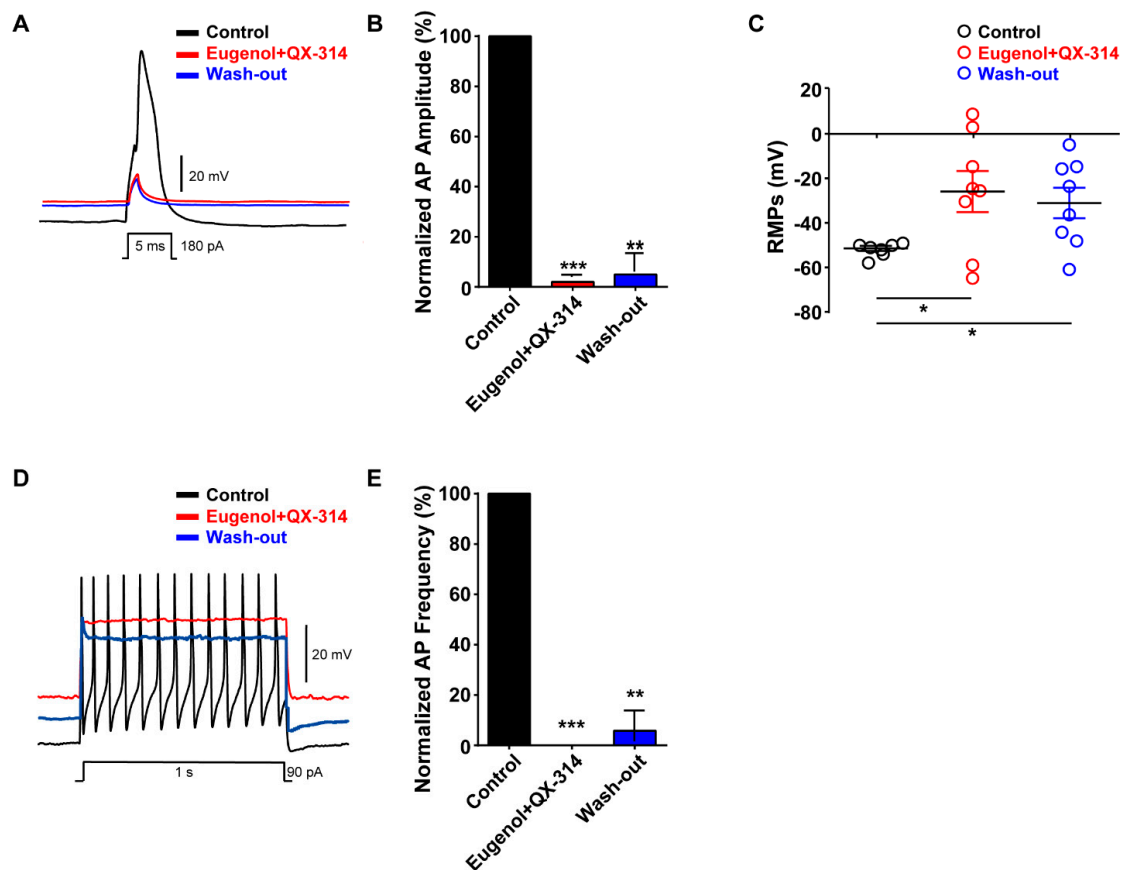 A
Control
Eugenol+QX-314
Wash-out
20 mV
5 ms
180 pA
B
Normalized AP Amplitude (%)
100
80
60
40
20
0
***
**
Control
Eugenol+QX-314
Wash-out
C
Control
Eugenol+QX-314
Wash-out
RMPs (mV)
20
0
-20
-40
-60
-80
*
*
D
Control
Eugenol+QX-314
Wash-out
20 mV
1 s
90 pA
E
Normalized AP Frequency (%)
100
80
60
40
20
0
***
**
Control
Eugenol+QX-314
Wash-out